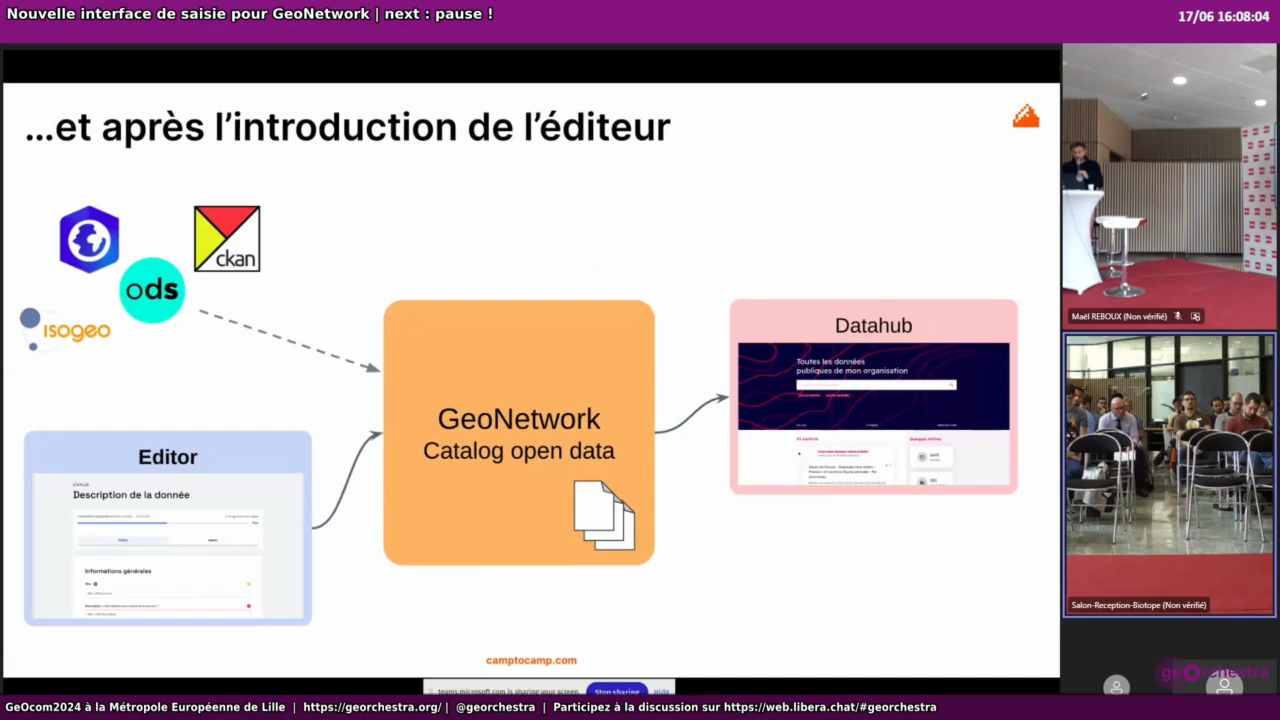 Nouvelle interface de saisie pour GeoNetwork | next : pause !
17/06 16:08:04
...et après l'introduction de l'éditeur
ckan
ods
isogeo
Editor
Description de la donnée
Informations générales
GeoNetwork
Catalog open data
Datahub
Toutes les données
publiques de mon organisation
camptocamp.com
teams.microsoft.com is sharing your screen.
Stop sharing
Hide
Maël REBOUX (Non vérifié)
Salon-Reception-Biotope (Non vérifié)
geOrchestra
GeOcom2024 à la Métropole Européenne de Lille | https://georchestra.org/ | @georchestra | Participez à la discussion sur https://web.libera.chat/#georchestra